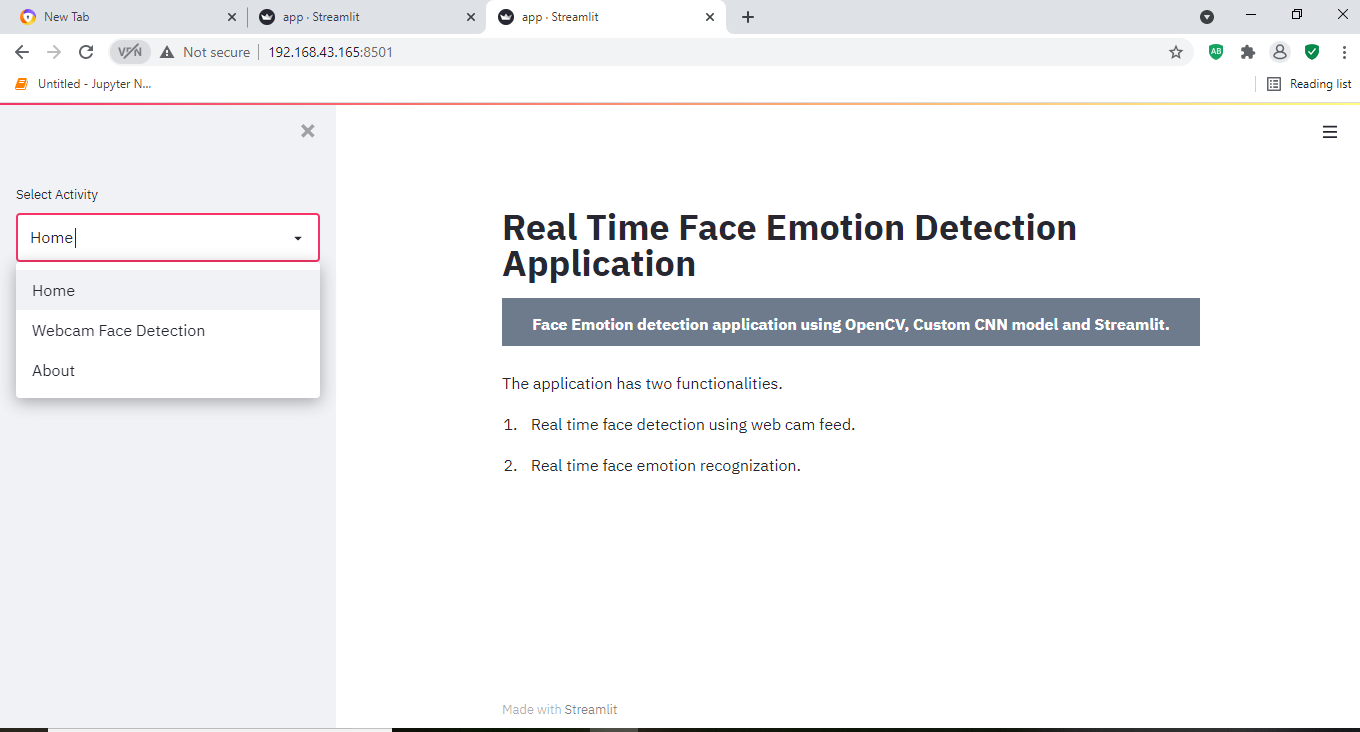 New Tab
app · Streamlit
app · Streamlit
VPN
Not secure
192.168.43.165:8501
AB
Untitled - Jupyter N...
Reading list
Select Activity
Home
Home
Webcam Face Detection
About
Real Time Face Emotion Detection
Application
Face Emotion detection application using OpenCV, Custom CNN model and Streamlit.
The application has two functionalities.
1. Real time face detection using web cam feed.
2. Real time face emotion recognization.
Made with Streamlit